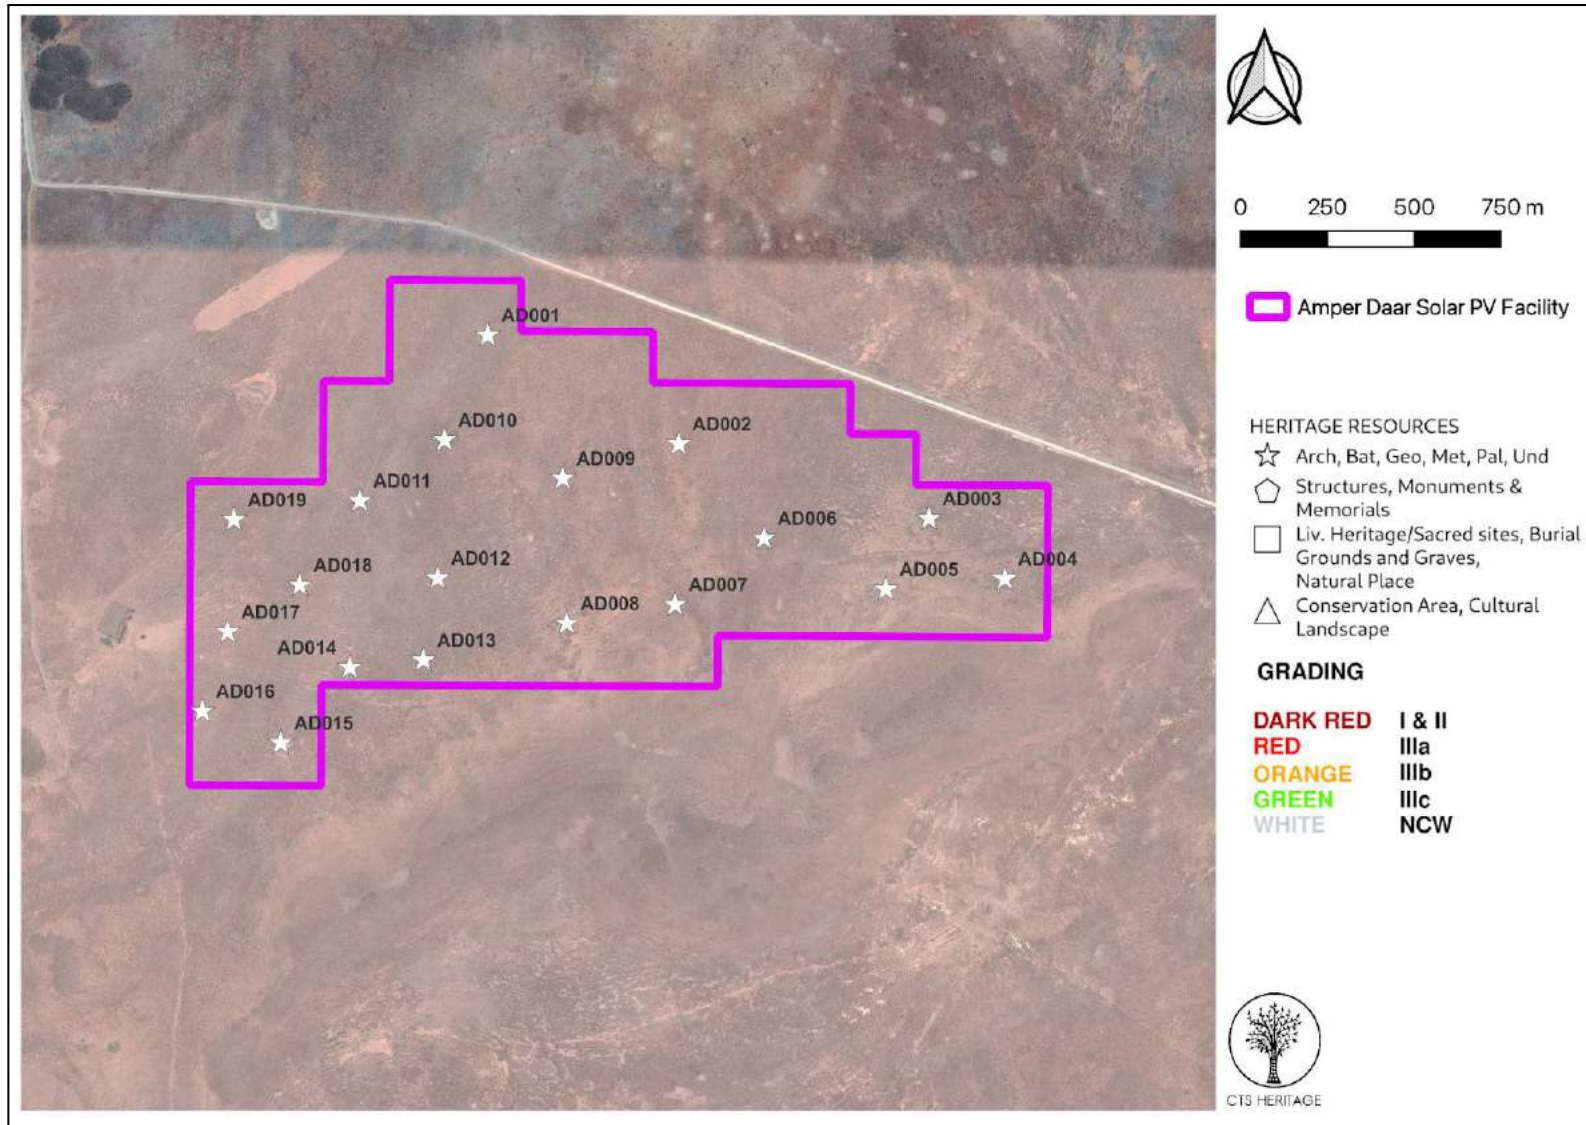 0 250 500 750 m
Amper Daar Solar PV Facility
HERITAGE RESOURCES
Arch, Bat, Geo, Met, Pal, Und
Structures, Monuments &
Memorials
Liv. Heritage/Sacred sites, Burial
Grounds and Graves,
Natural Place
Conservation Area, Cultural
Landscape
GRADING
DARK RED I & II
RED IIIa
ORANGE IIIb
GREEN IIIc
WHITE NCW
CTS HERITAGE
AD001
AD010
AD002
AD009
AD011
AD019
AD003
AD006
AD012
AD018
AD005
AD004
AD007
AD008
AD017
AD014
AD013
AD016
AD015